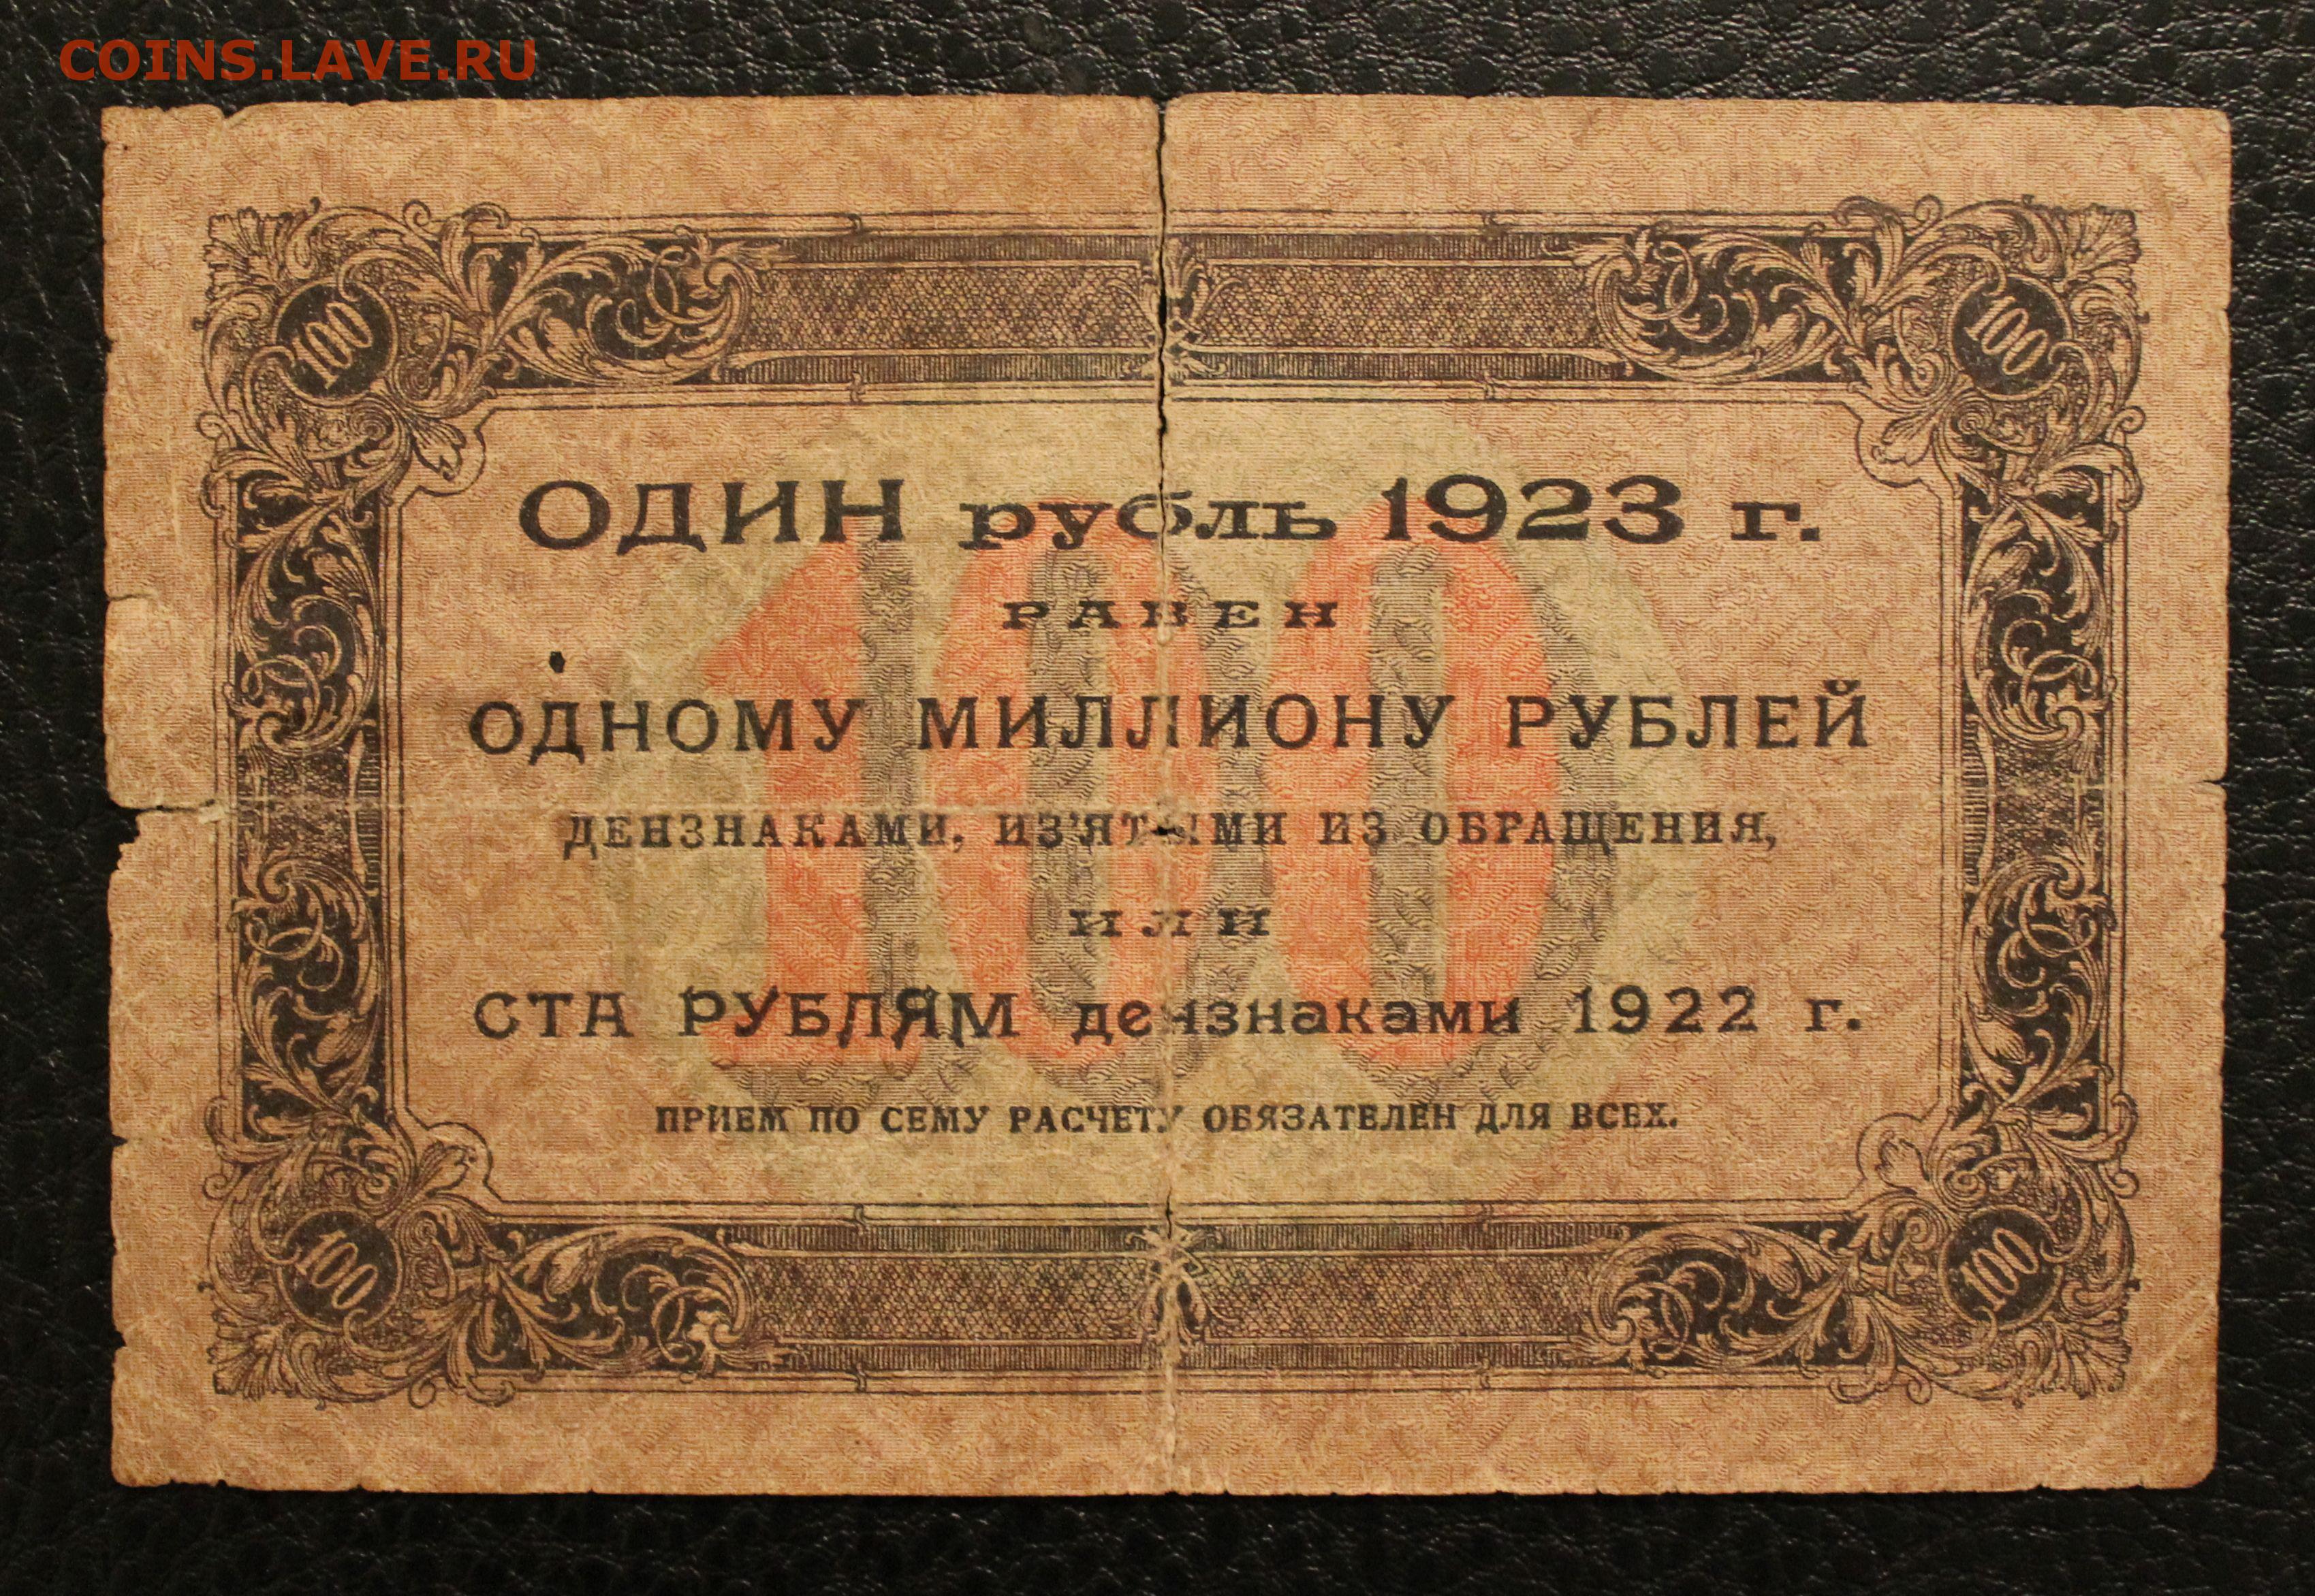 COINS.LAVE.RU
100 100
ОДИН рубль 1923 г.
РАВЕН
ОДНОМУ МИЛЛИОНУ РУБЛЕЙ
ДЕНЗНАКАМИ, ИЗ'ЯТЫМИ ИЗ ОБРАЩЕНИЯ,
ИЛИ
СТА РУБЛЯМ дензнаками 1922 г.
ПРИЕМ ПО СЕМУ РАСЧЕТУ ОБЯЗАТЕЛЕН ДЛЯ ВСЕХ.
100
100 100